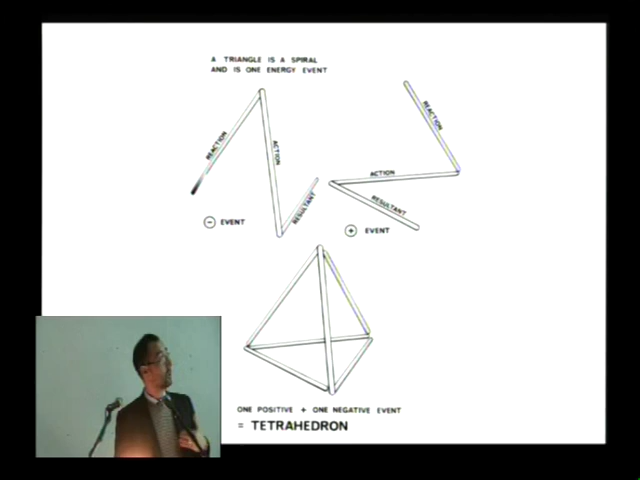 A TRIANGLE IS A SPIRAL
AND IS ONE ENERGY EVENT
REACTION
ACTION
RESULTANT
REACTION
ACTION
RESULTANT
− EVENT
+ EVENT
ONE POSITIVE + ONE NEGATIVE EVENT
= TETRAHEDRON